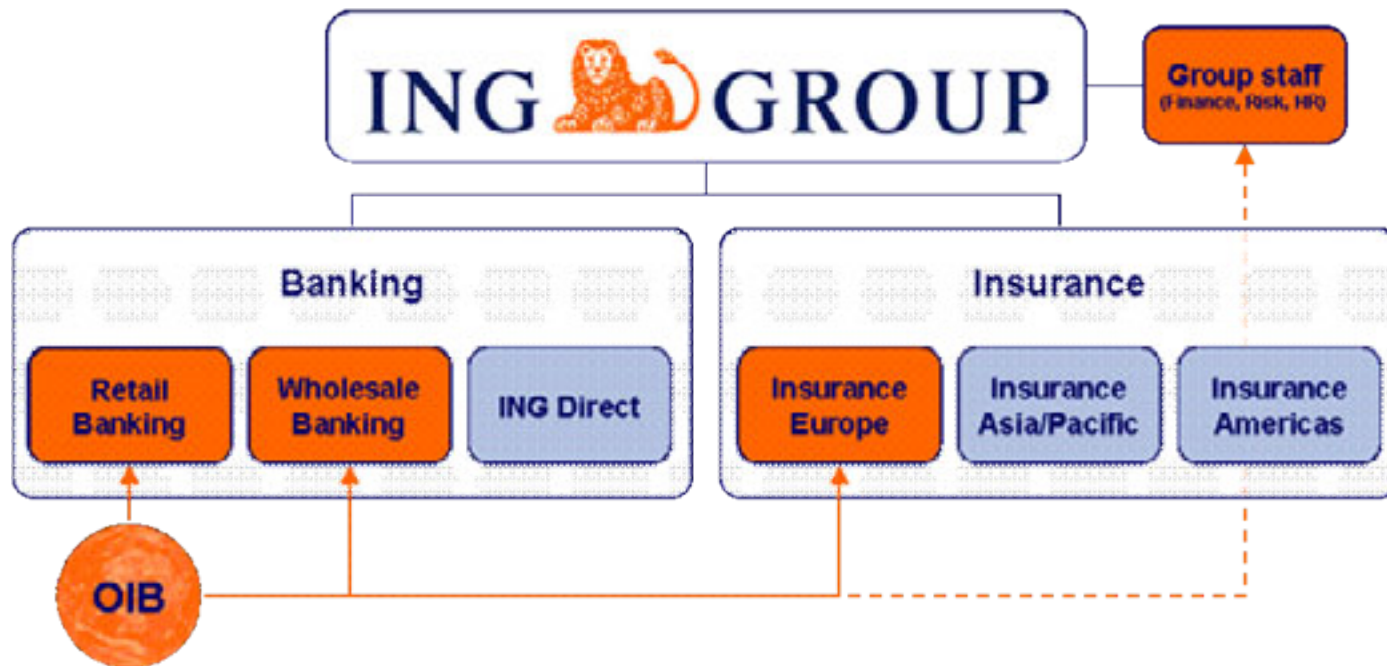 ING GROUP
Group staff
(Finance, Risk, HR)
Banking
Insurance
Retail
Banking
Wholesale
Banking
ING Direct
Insurance
Europe
Insurance
Asia/Pacific
Insurance
Americas
OIB